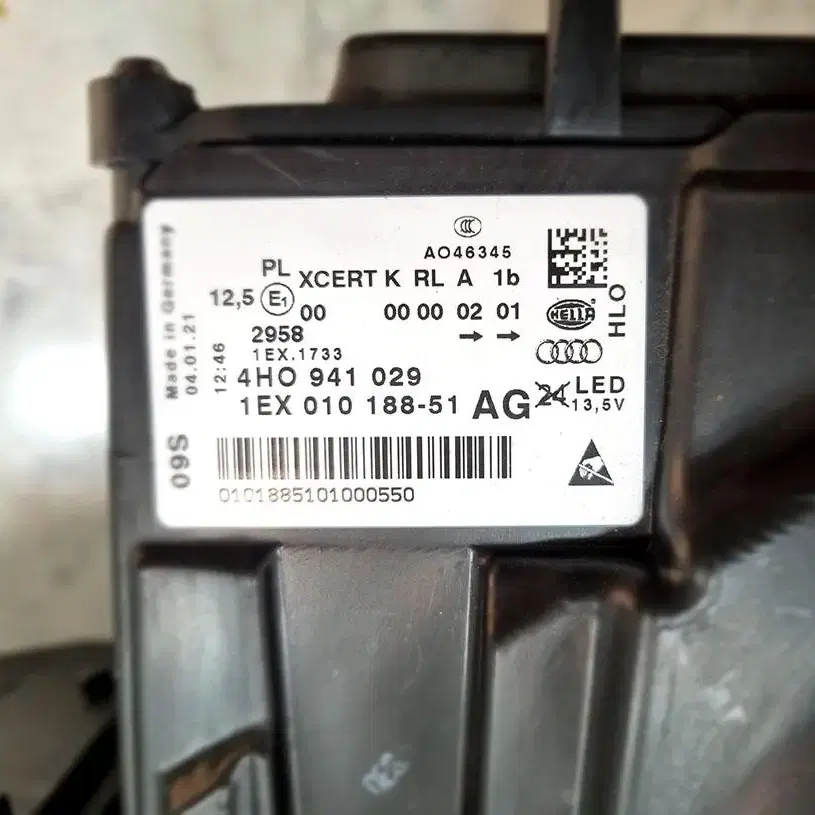 Made in Germany
04.01.21
12:46
09S
CCC
AO46345
PL XCERT K RL A 1b
12,5 E1 00 00 00 02 01
2958
1EX.1733
HELLA
HLO
4HO 941 029
1EX 010 188-51 AG
24 LED
13,5V
0101885101000550